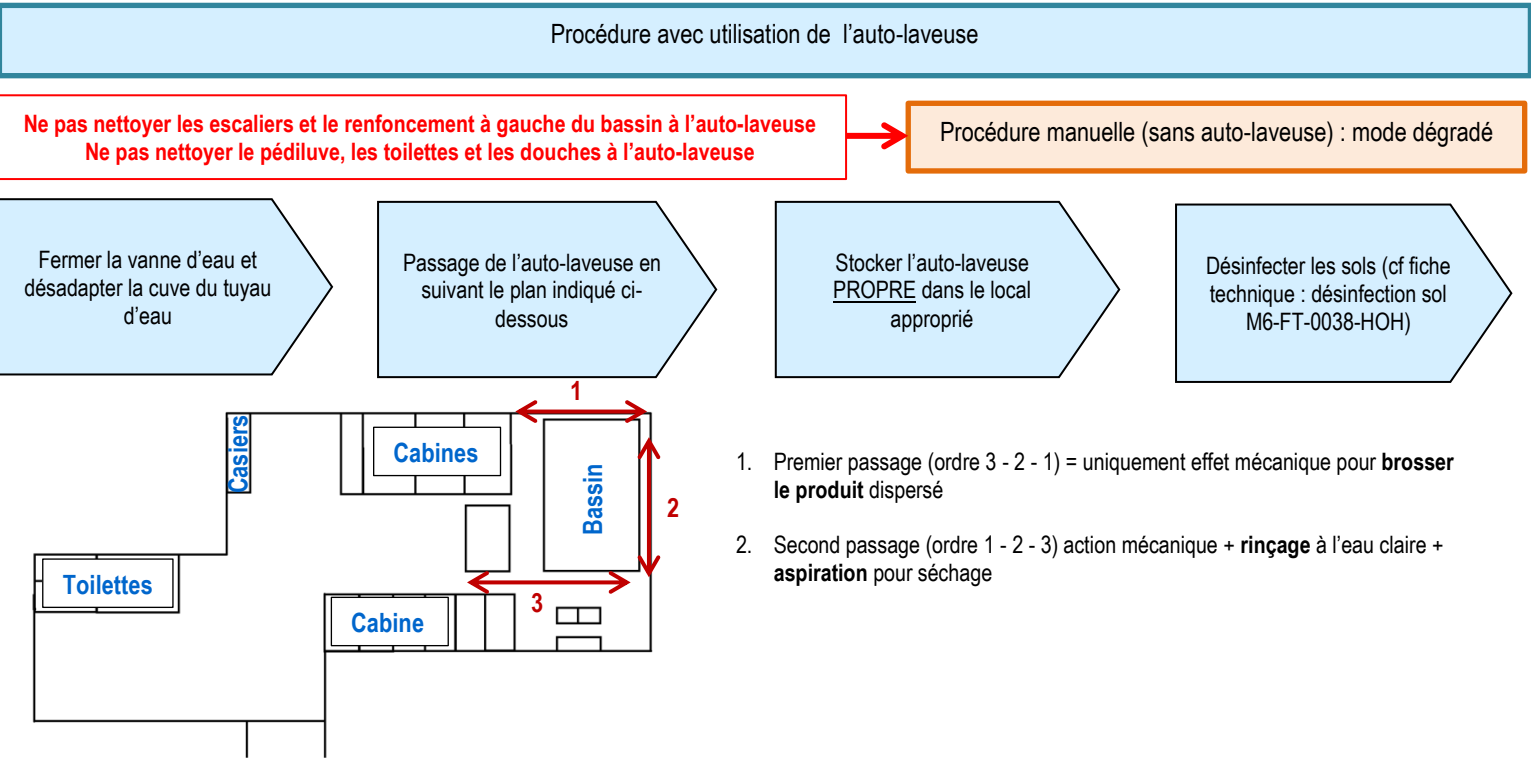 Procédure avec utilisation de l’auto-laveuse
Ne pas nettoyer les escaliers et le renfoncement à gauche du bassin à l’auto-laveuse
Ne pas nettoyer le pédiluve, les toilettes et les douches à l’auto-laveuse
Procédure manuelle (sans auto-laveuse) : mode dégradé
Fermer la vanne d’eau et
désadapter la cuve du tuyau
d’eau
Passage de l’auto-laveuse en
suivant le plan indiqué ci-
dessous
Stocker l’auto-laveuse
PROPRE dans le local
approprié
Désinfecter les sols (cf fiche
technique : désinfection sol
M6-FT-0038-HOH)
1
Casiers
Cabines
Bassin
2
Toilettes
3
Cabine
1. Premier passage (ordre 3 - 2 - 1) = uniquement effet mécanique pour brosser
le produit dispersé
2. Second passage (ordre 1 - 2 - 3) action mécanique + rinçage à l’eau claire +
aspiration pour séchage